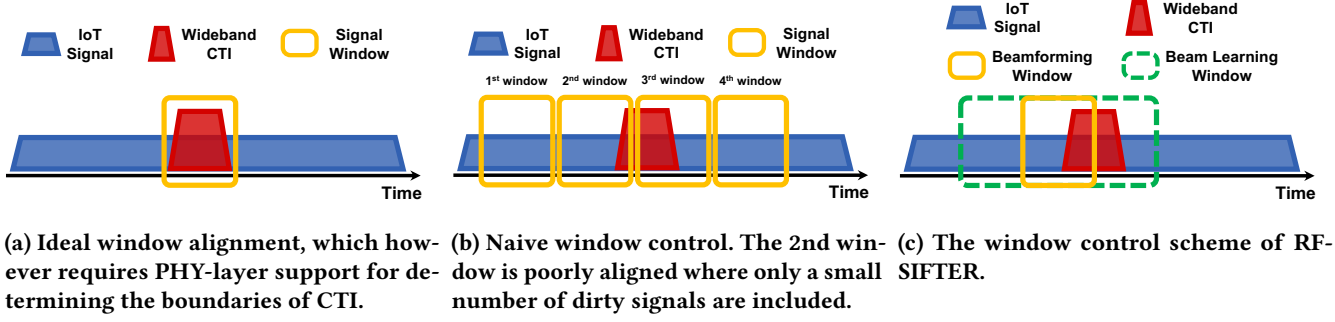 IoT Signal
Wideband CTI
Signal Window
Time
(a) Ideal window alignment, which how-
ever requires PHY-layer support for de-
termining the boundaries of CTI.
IoT Signal
Wideband CTI
Signal Window
1st window
2nd window
3rd window
4th window
Time
(b) Naive window control. The 2nd win-
dow is poorly aligned where only a small
number of dirty signals are included.
IoT Signal
Wideband CTI
Beamforming Window
Beam Learning Window
Time
(c) The window control scheme of RF-
SIFTER.